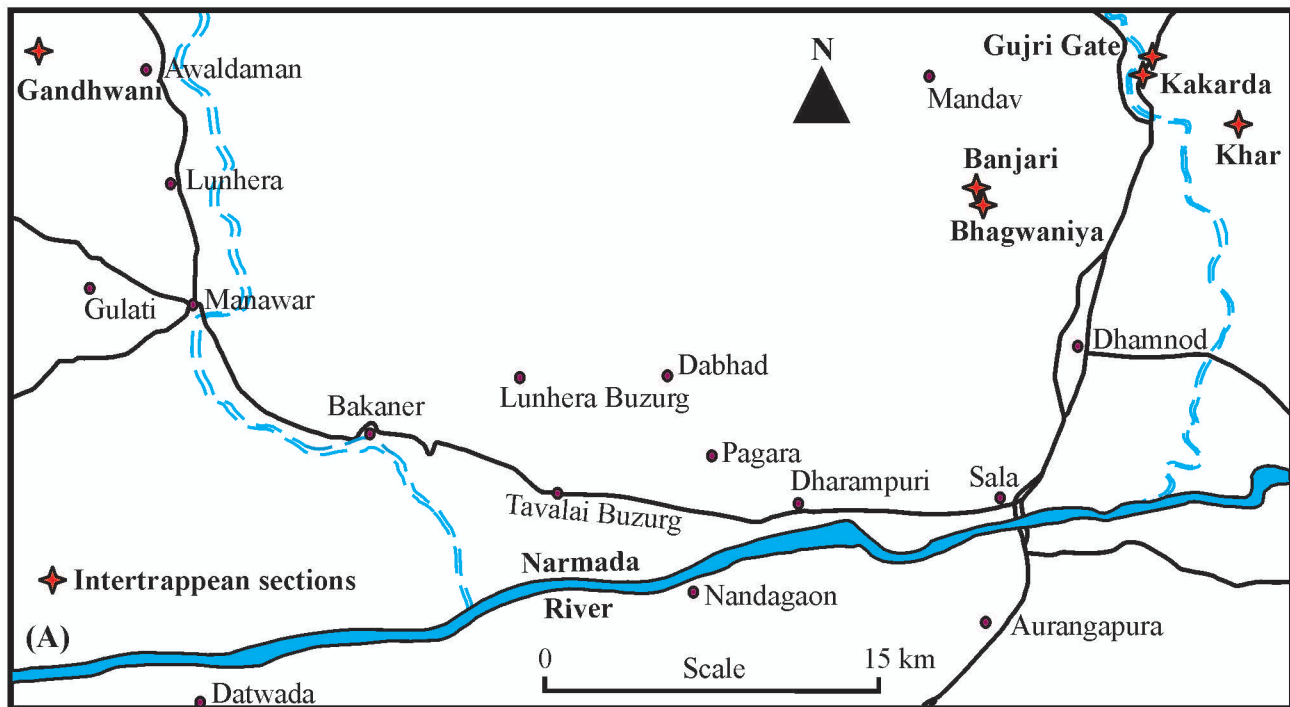 Gandhwani
Awaldaman
N
Mandav
Gujri Gate
Kakarda
Khar
Lunhera
Banjari
Bhagwaniya
Gulati
Manawar
Dhamnod
Lunhera Buzurg
Dabhad
Bakaner
Pagara
Tavalai Buzurg
Dharampuri
Sala
Intertrappean sections
Narmada
River
Nandagaon
Aurangapura
(A)
Datwada
0
Scale
15 km